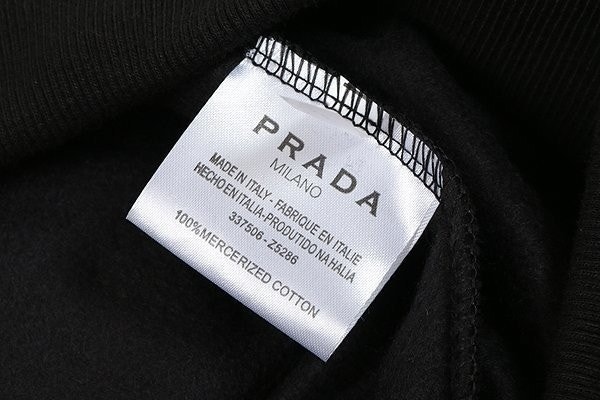 PRADA
MILANO
MADE IN ITALY - FABRIQUE EN ITALIE
HECHO EN ITALIA-PRODUTIDO NA HALIA
337506 - Z5286
100% MERCERIZED COTTON